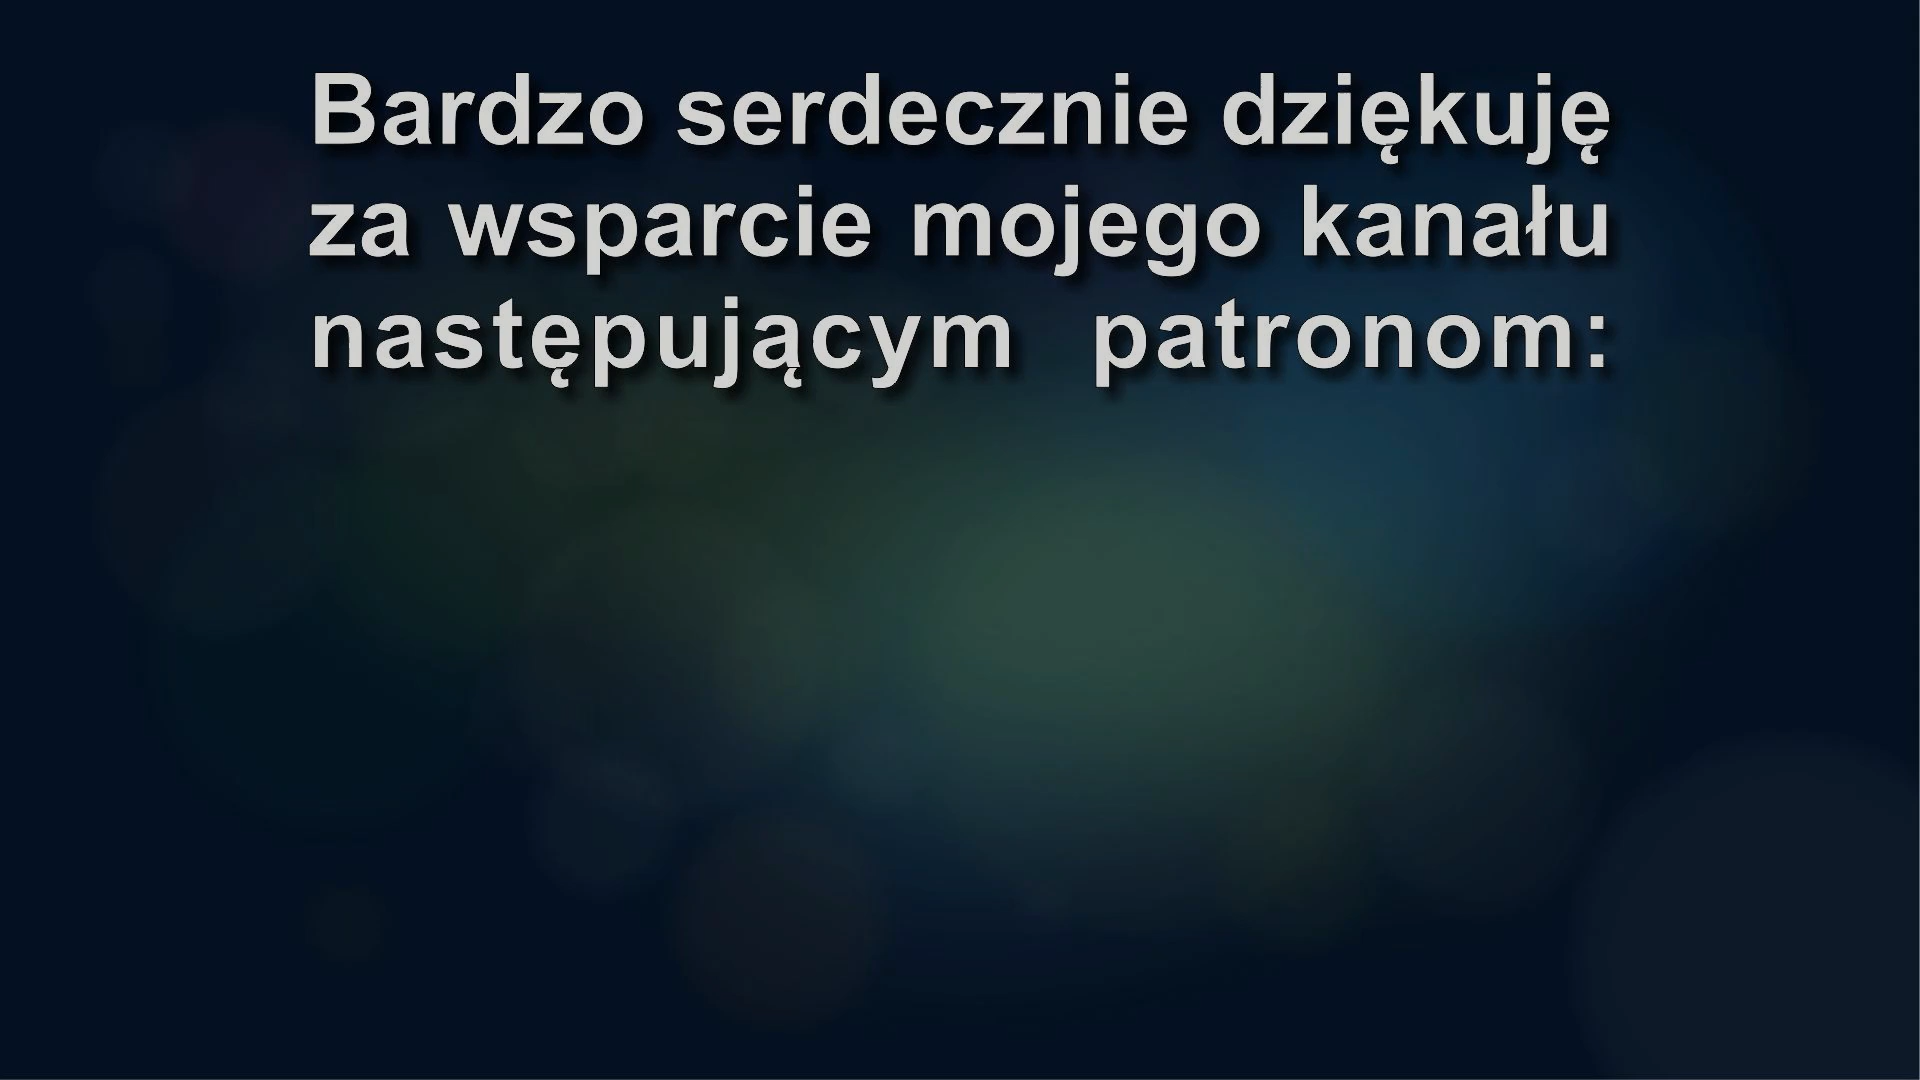 Bardzo serdecznie dziękuję
za wsparcie mojego kanału
następującym patronom: